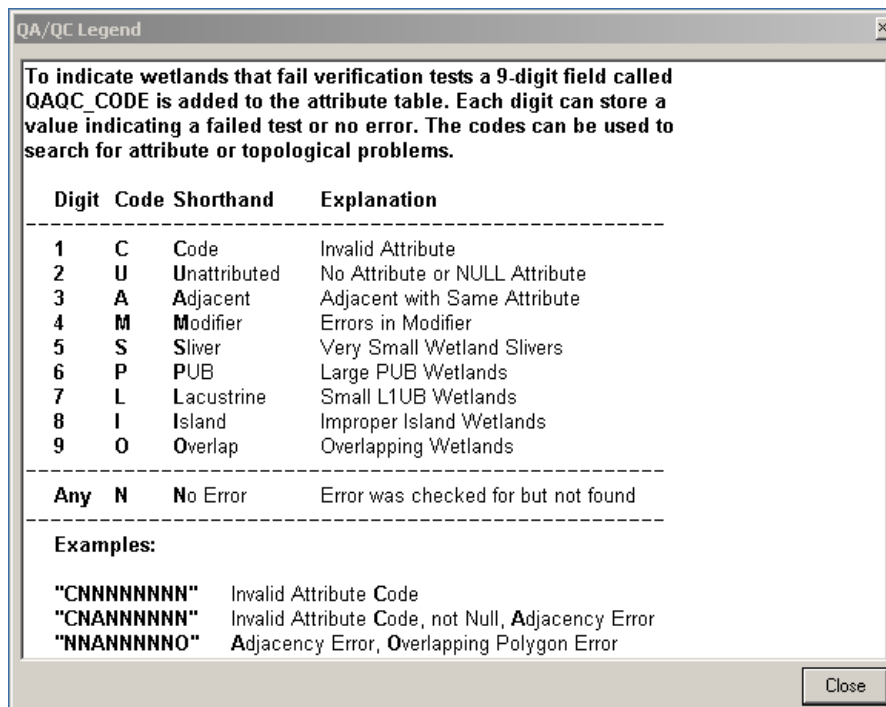 QA/QC Legend
To indicate wetlands that fail verification tests a 9-digit field called
QAQC_CODE is added to the attribute table. Each digit can store a
value indicating a failed test or no error. The codes can be used to
search for attribute or topological problems.
Digit Code Shorthand Explanation
1 C Code Invalid Attribute
2 U Unattributed No Attribute or NULL Attribute
3 A Adjacent Adjacent with Same Attribute
4 M Modifier Errors in Modifier
5 S Sliver Very Small Wetland Slivers
6 P PUB Large PUB Wetlands
7 L Lacustrine Small L1UB Wetlands
8 I Island Improper Island Wetlands
9 O Overlap Overlapping Wetlands
Any N No Error Error was checked for but not found
Examples:
"CNNNNNNNN" Invalid Attribute Code
"CNANNNNNN" Invalid Attribute Code, not Null, Adjacency Error
"NNANNNNNO" Adjacency Error, Overlapping Polygon Error
Close